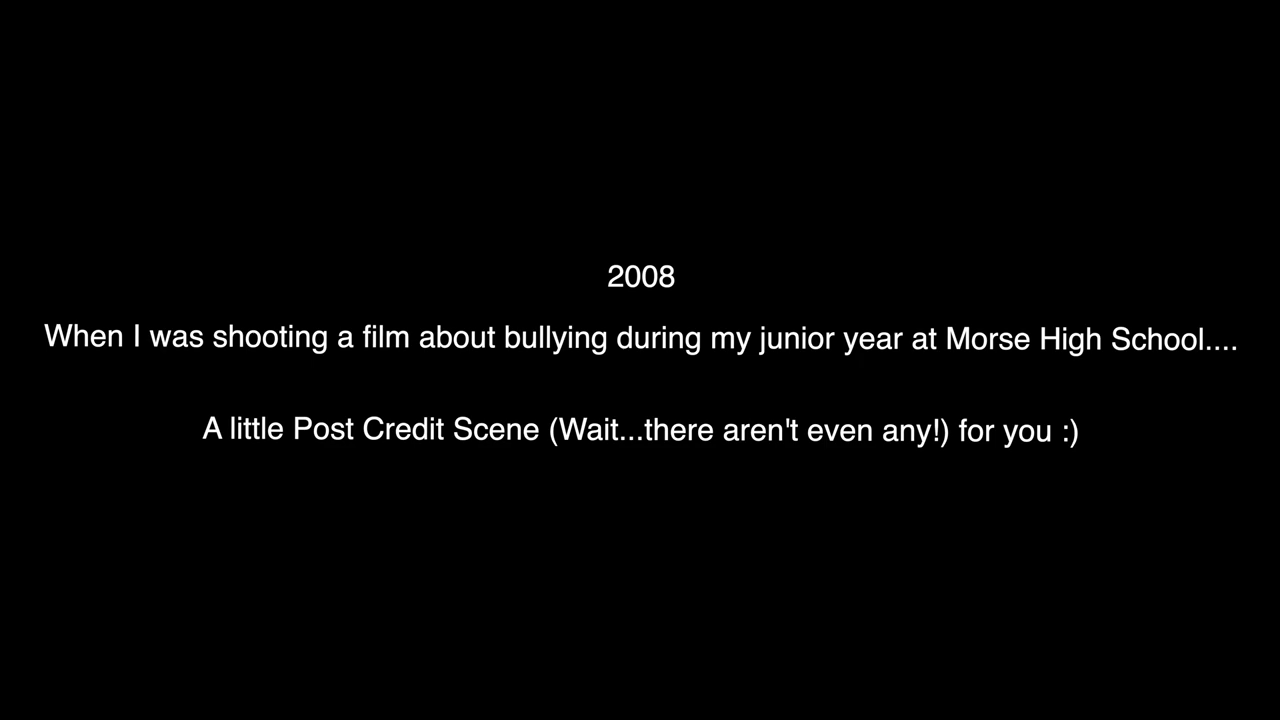 2008
When I was shooting a film about bullying during my junior year at Morse High School....
A little Post Credit Scene (Wait...there aren't even any!) for you :)